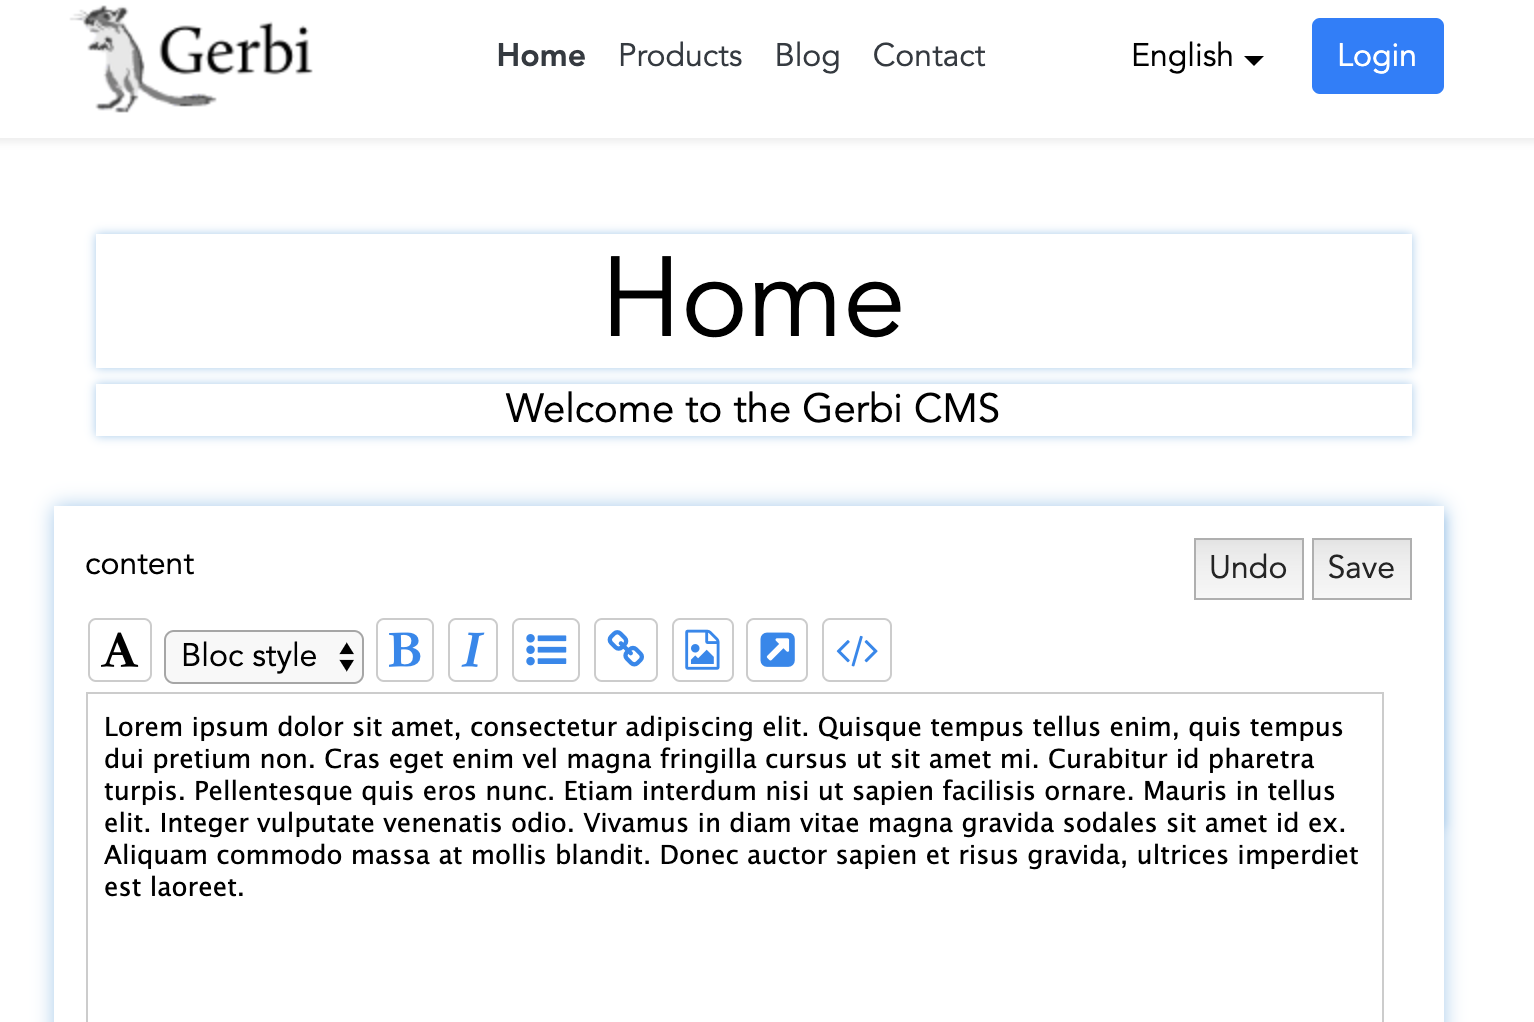 Gerbi
Home Products Blog Contact English Login
Home
Welcome to the Gerbi CMS
content Undo Save
A Bloc style B I </>
Lorem ipsum dolor sit amet, consectetur adipiscing elit. Quisque tempus tellus enim, quis tempus
dui pretium non. Cras eget enim vel magna fringilla cursus ut sit amet mi. Curabitur id pharetra
turpis. Pellentesque quis eros nunc. Etiam interdum nisi ut sapien facilisis ornare. Mauris in tellus
elit. Integer vulputate venenatis odio. Vivamus in diam vitae magna gravida sodales sit amet id ex.
Aliquam commodo massa at mollis blandit. Donec auctor sapien et risus gravida, ultrices imperdiet
est laoreet.